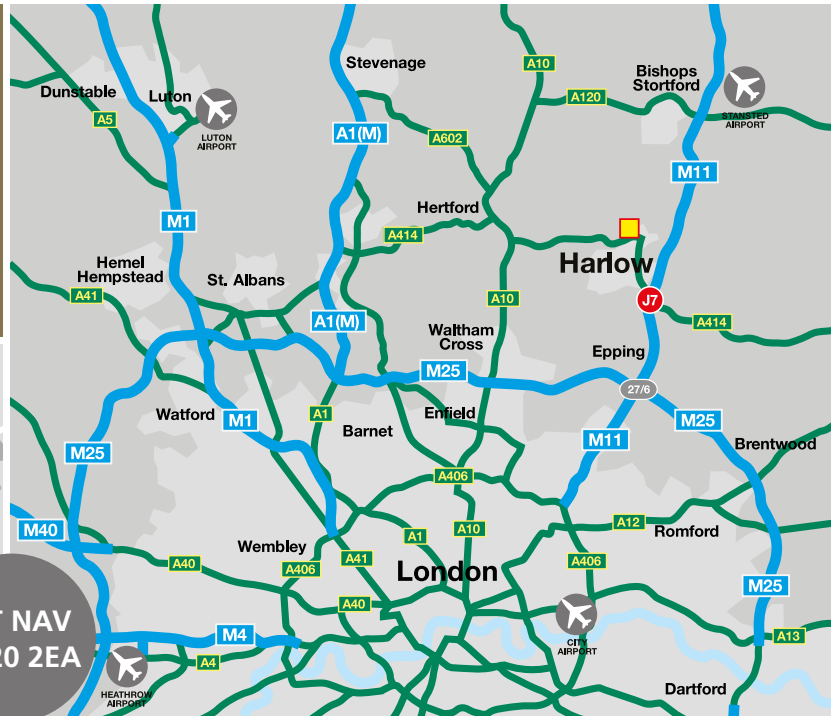 Stevenage
A10
Bishops
Stortford
Dunstable
Luton
A120
A5
LUTON
AIRPORT
STANSTED
AIRPORT
A1(M)
A602
M11
M1
Hertford
A414
Harlow
Hemel
Hempstead
St. Albans
A41
A10
J7
A1(M)
Waltham
Cross
A414
Epping
M25
27/6
Watford
M1
A1
Enfield
M25
Barnet
M11
Brentwood
M25
A406
M40
A1
A10
A12
Romford
Wembley
A406
A41
A40
London
A406
M25
A40
NAV
2EA
M4
CITY
AIRPORT
A13
A4
HEATHROW
AIRPORT
Dartford